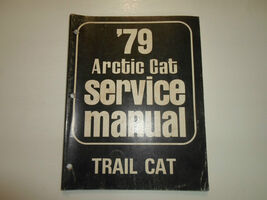 '79
Arctic Cat
service
manual
TRAIL CAT